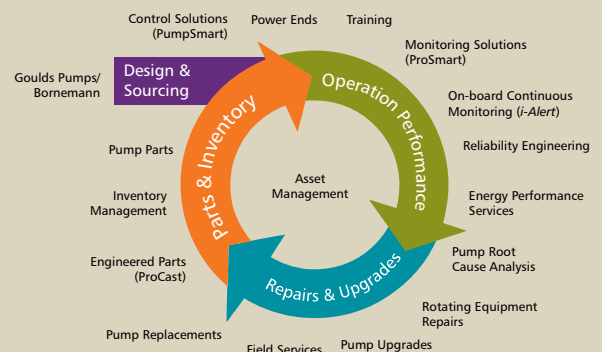 Control Solutions
(PumpSmart)
Power Ends
Training
Monitoring Solutions
(ProSmart)
Goulds Pumps/
Bornemann
Design &
Sourcing
Operation Performance
On-board Continuous
Monitoring (i-Alert)
Parts & Inventory
Pump Parts
Reliability Engineering
Asset
Management
Inventory
Management
Energy Performance
Services
Engineered Parts
(ProCast)
Pump Root
Cause Analysis
Repairs & Upgrades
Rotating Equipment
Repairs
Pump Replacements
Field Services
Pump Upgrades